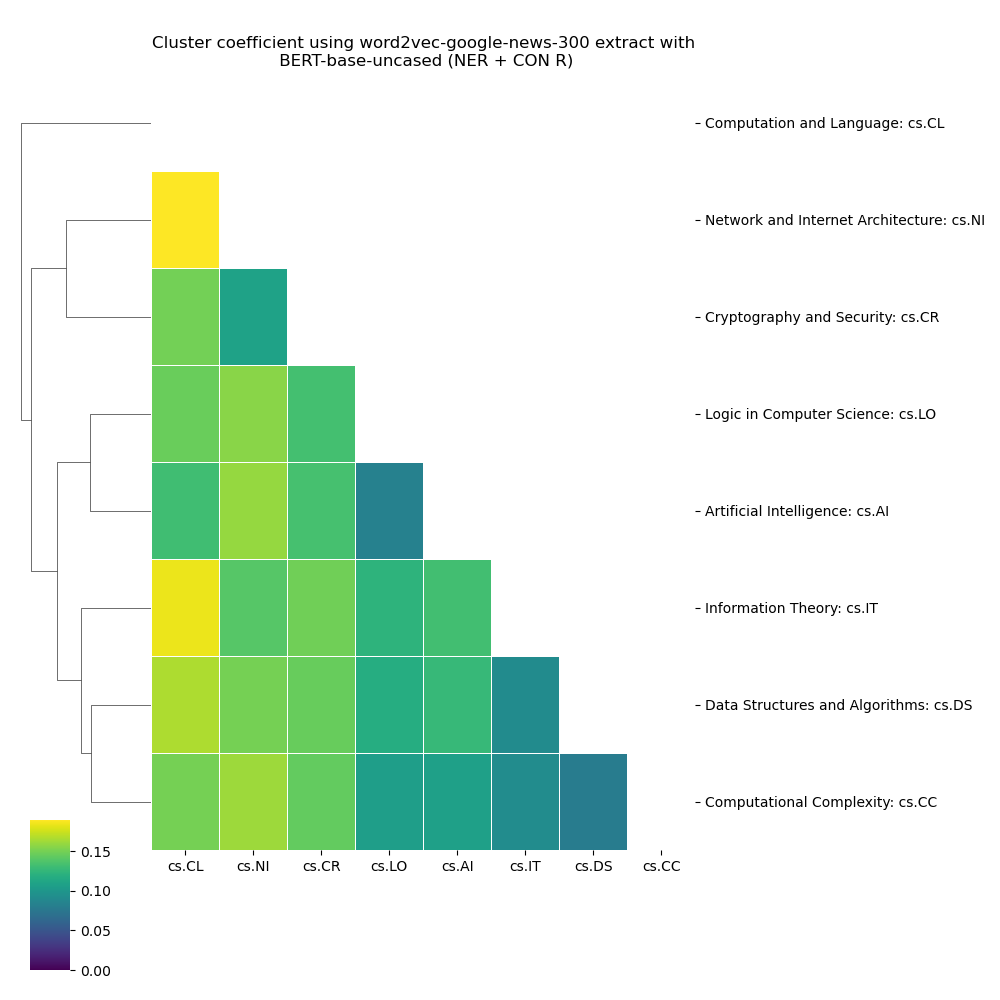 Cluster coefficient using word2vec-google-news-300 extract with
BERT-base-uncased (NER + CON R)
Computation and Language: cs.CL
Network and Internet Architecture: cs.NI
Cryptography and Security: cs.CR
Logic in Computer Science: cs.LO
Artificial Intelligence: cs.AI
Information Theory: cs.IT
Data Structures and Algorithms: cs.DS
Computational Complexity: cs.CC
cs.CL cs.NI cs.CR cs.LO cs.AI cs.IT cs.DS cs.CC
0.15
0.10
0.05
0.00